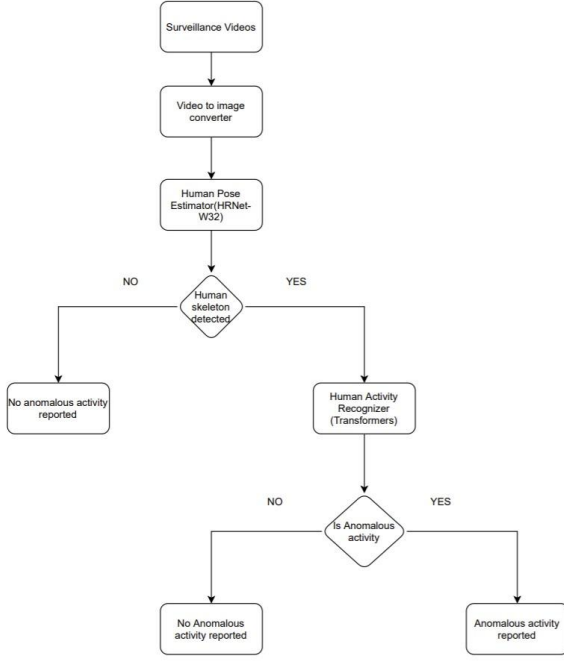 Surveillance Videos
Video to image
converter
Human Pose
Estimator(HRNet-
W32)
NO
YES
Human
skeleton
detected
No anomalous activity
reported
Human Activity
Recognizer
(Transformers)
NO
YES
Is Anomalous
activity
No Anomalous
activity reported
Anomalous activity
reported